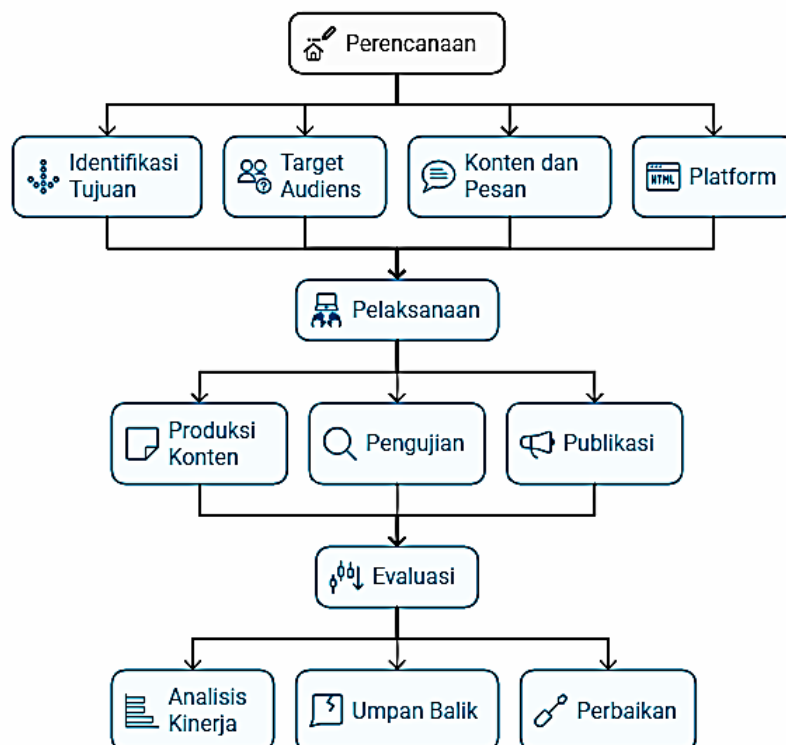 Perencanaan
Identifikasi
Tujuan
Target
Audiens
Konten dan
Pesan
HTML
Platform
Pelaksanaan
Produksi
Konten
Pengujian
Publikasi
Evaluasi
Analisis
Kinerja
Umpan Balik
Perbaikan